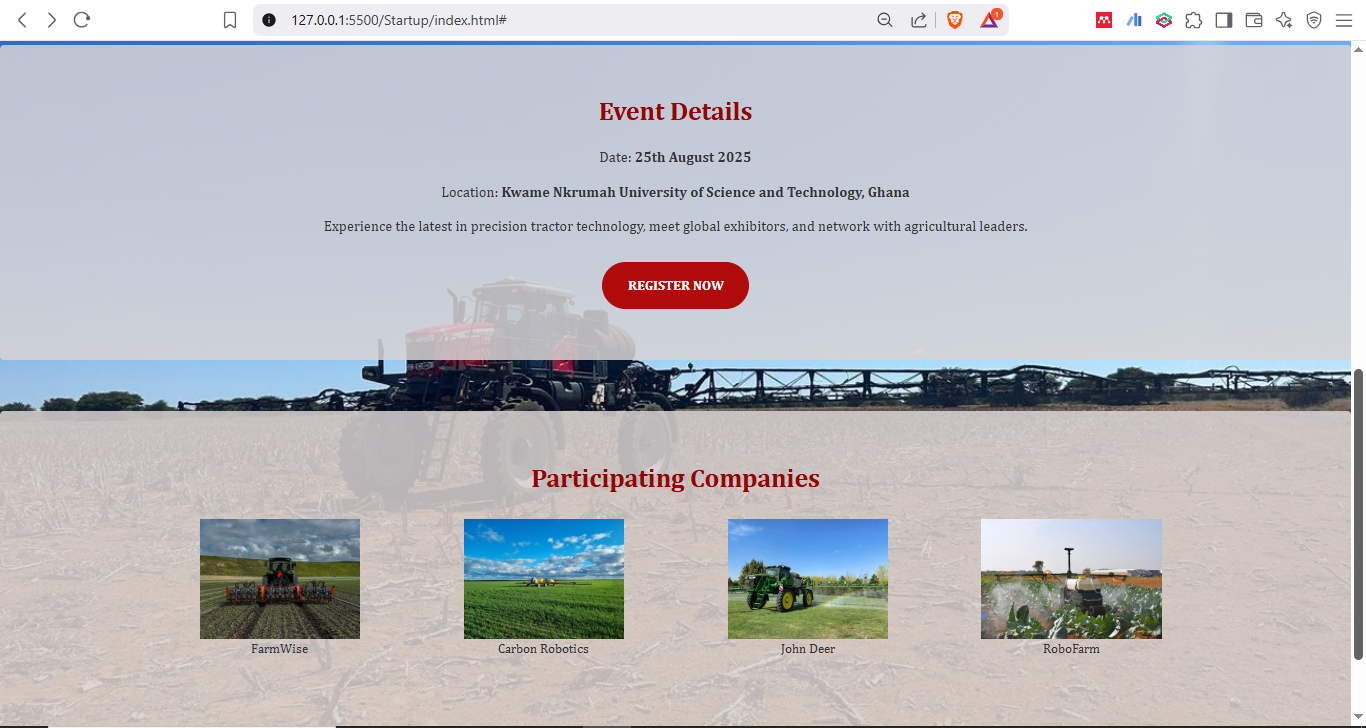 127.0.0.1:5500/Startup/index.html#
1
Event Details
Date: 25th August 2025
Location: Kwame Nkrumah University of Science and Technology, Ghana
Experience the latest in precision tractor technology, meet global exhibitors, and network with agricultural leaders.
REGISTER NOW
Participating Companies
FarmWise
Carbon Robotics
John Deer
RoboFarm